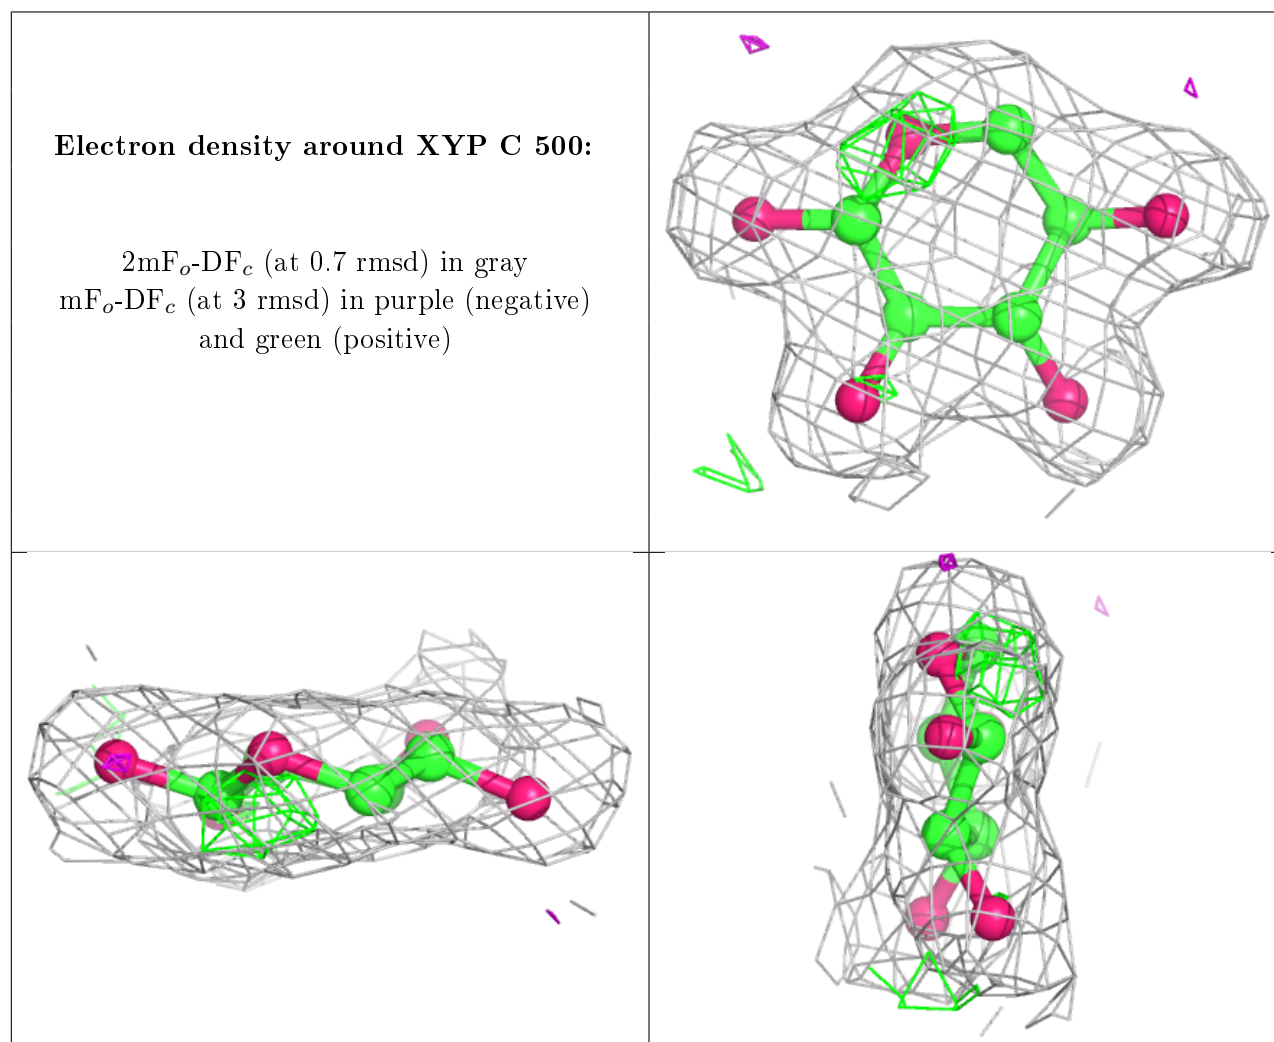 Electron density around XYP C 500:
2mFₒ-DF𝒸 (at 0.7 rmsd) in gray
mFₒ-DF𝒸 (at 3 rmsd) in purple (negative)
and green (positive)